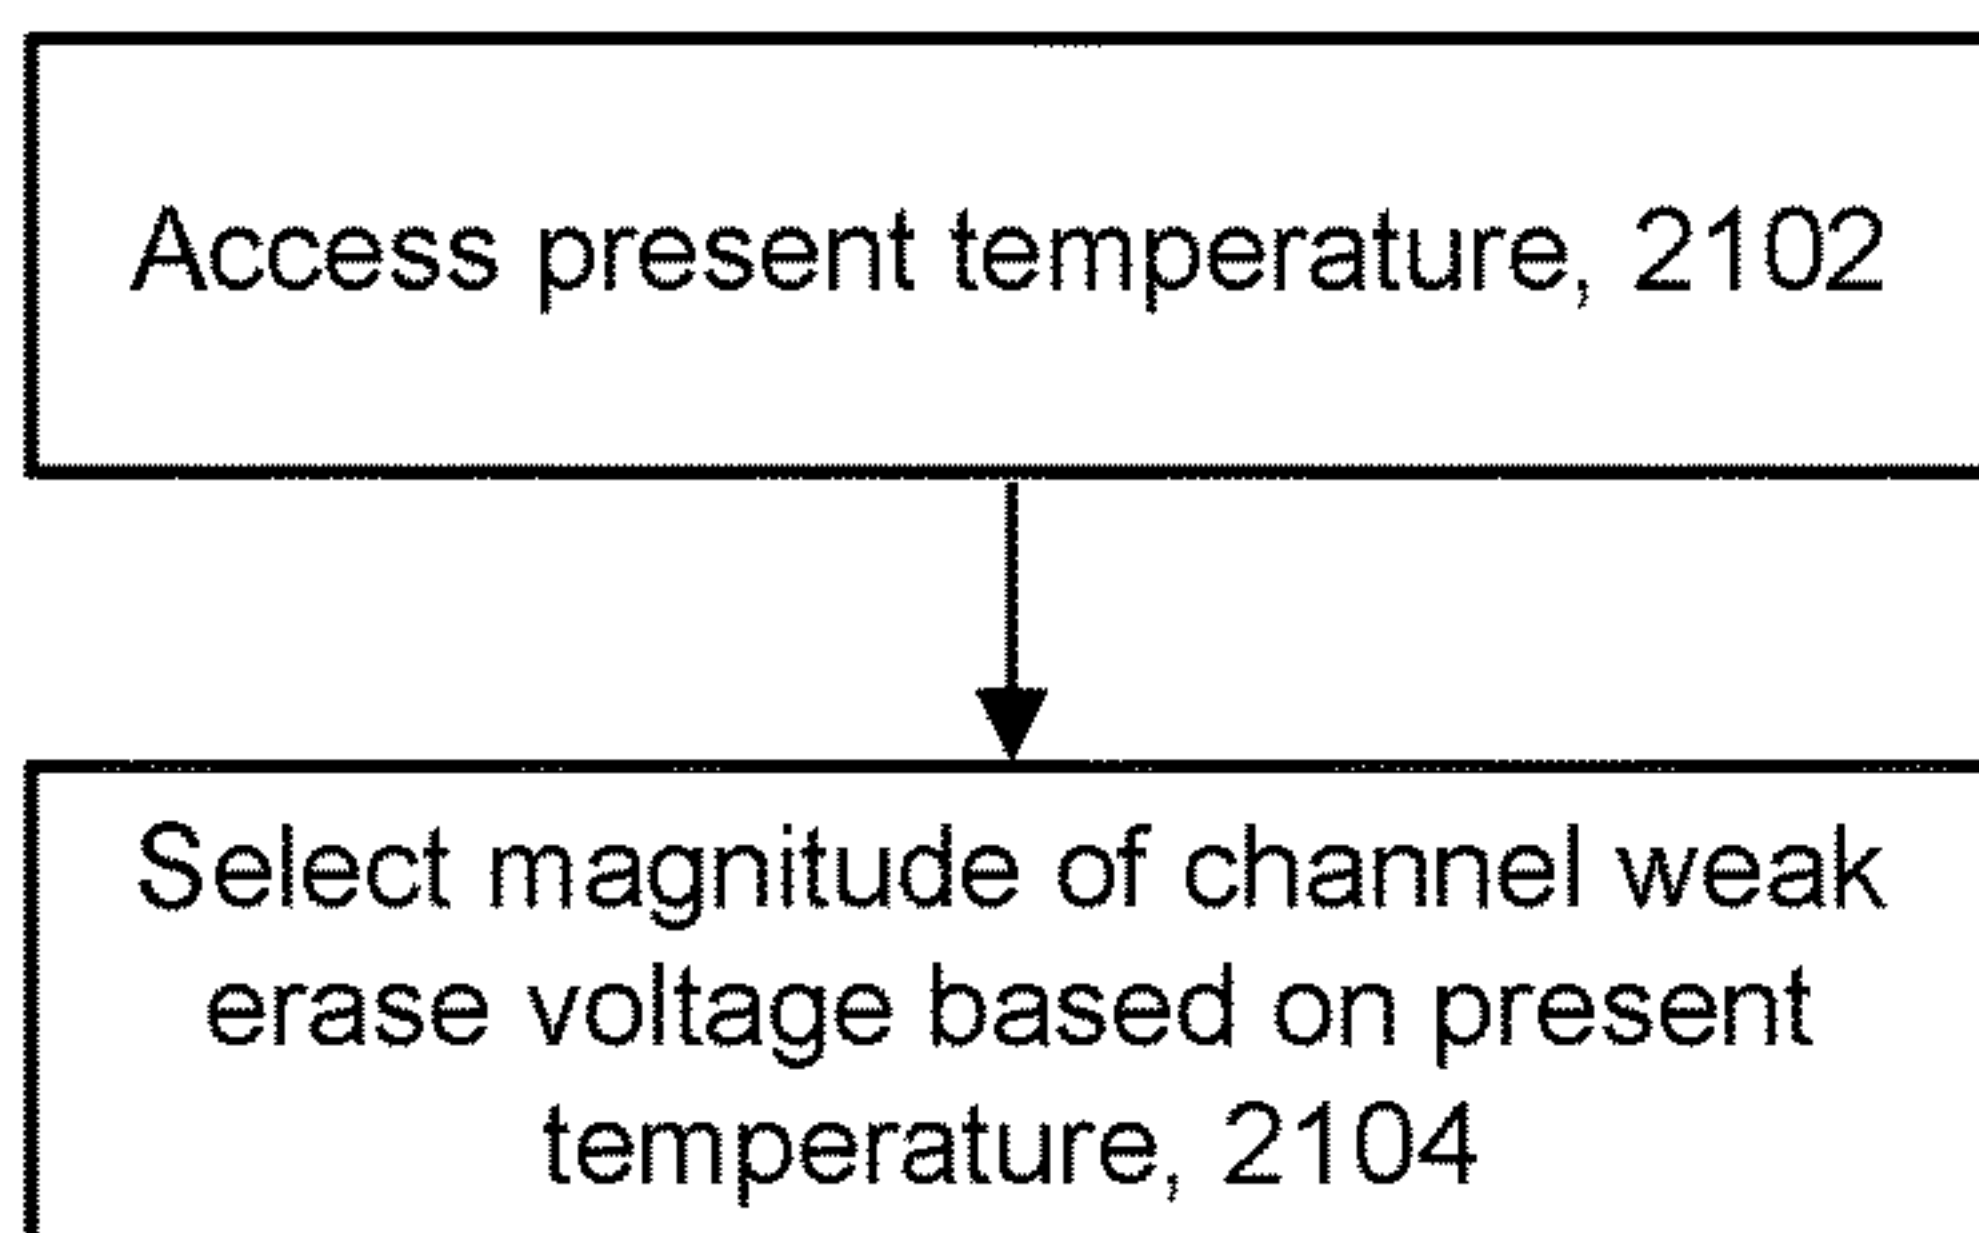 Access present temperature, 2102
Select magnitude of channel weak
erase voltage based on present
temperature, 2104